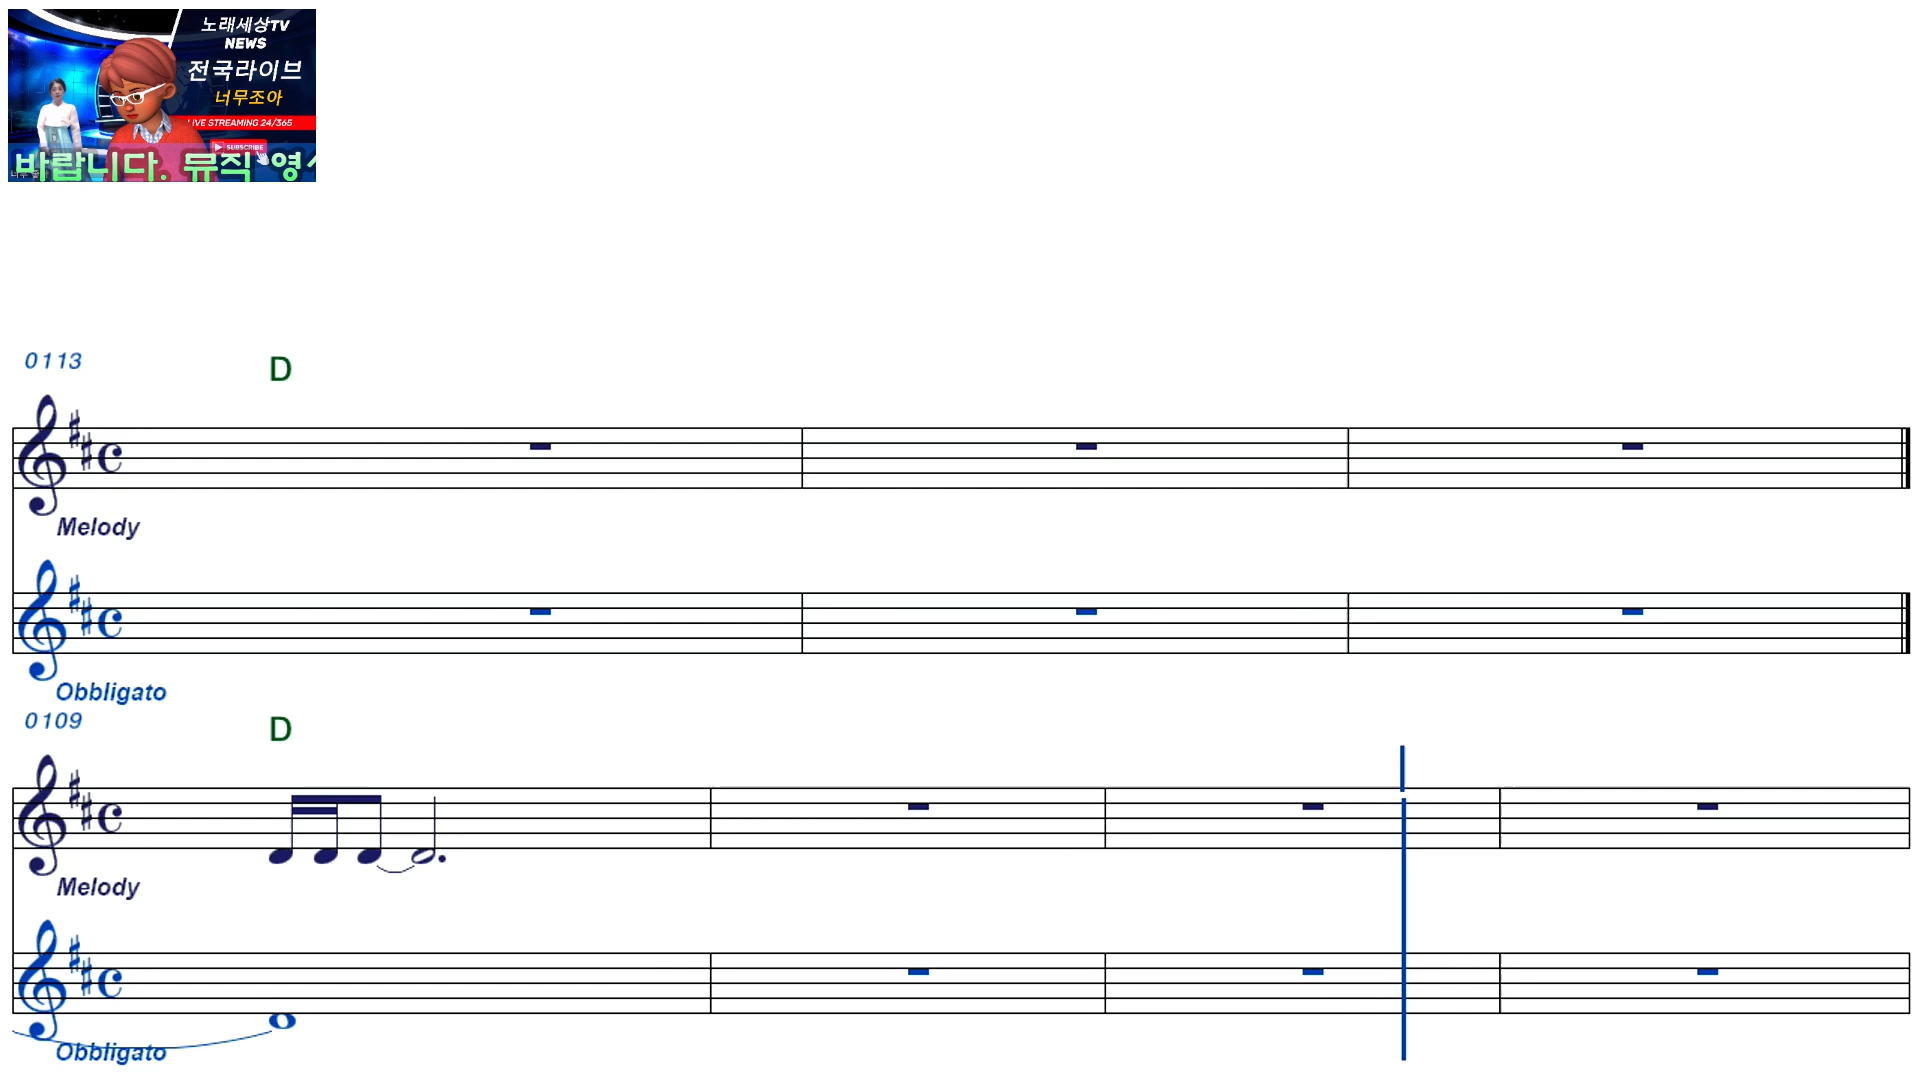 노래세상TV
NEWS
전국라이브
너무조아
LIVE STREAMING 24/365
SUBSCRIBE
바랍니다. 뮤직 영
0113
D
Melody
Obbligato
0109
D
Melody
Obbligato